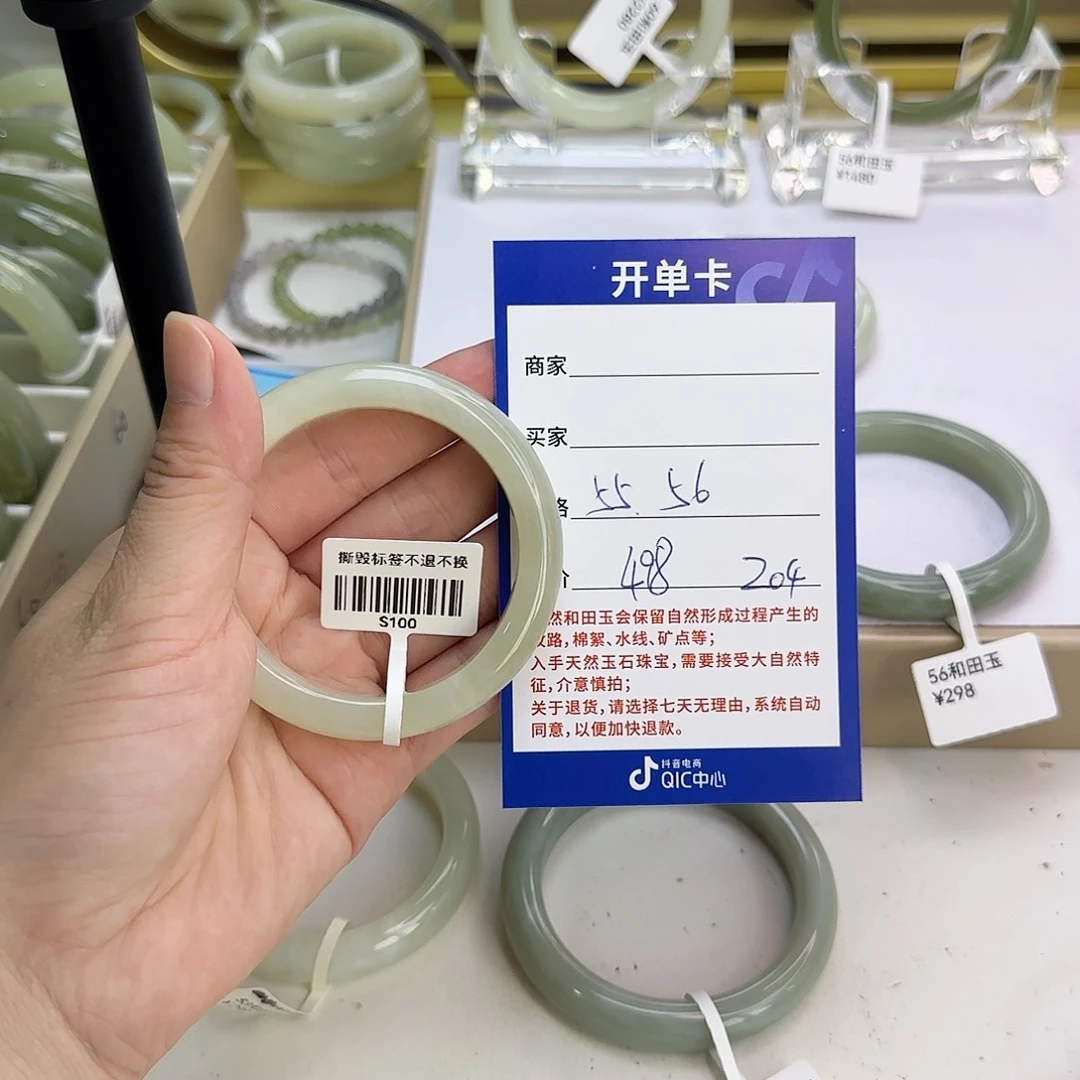 56和田玉
¥1480
开单卡
商家
买家
格 55. 56
价 498 204
然和田玉会保留自然形成过程产生的
纹路,棉絮、水线、矿点等;
入手天然玉石珠宝,需要接受大自然特
征,介意慎拍;
关于退货,请选择七天无理由,系统自动
同意,以便加快退款。
抖音电商
QIC中心
撕毁标签不退不换
S100
56和田玉
¥298